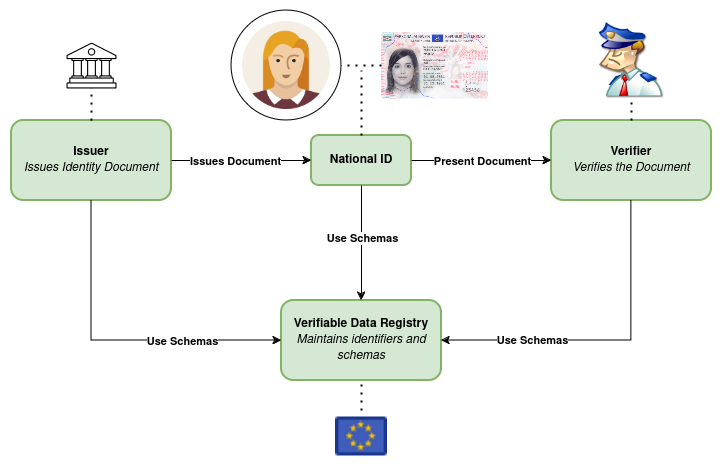 Issuer
Issues Identity Document
Issues Document
National ID
Present Document
Verifier
Verifies the Document
Use Schemas
Verifiable Data Registry
Maintains identifiers and
schemas
Use Schemas
Use Schemas